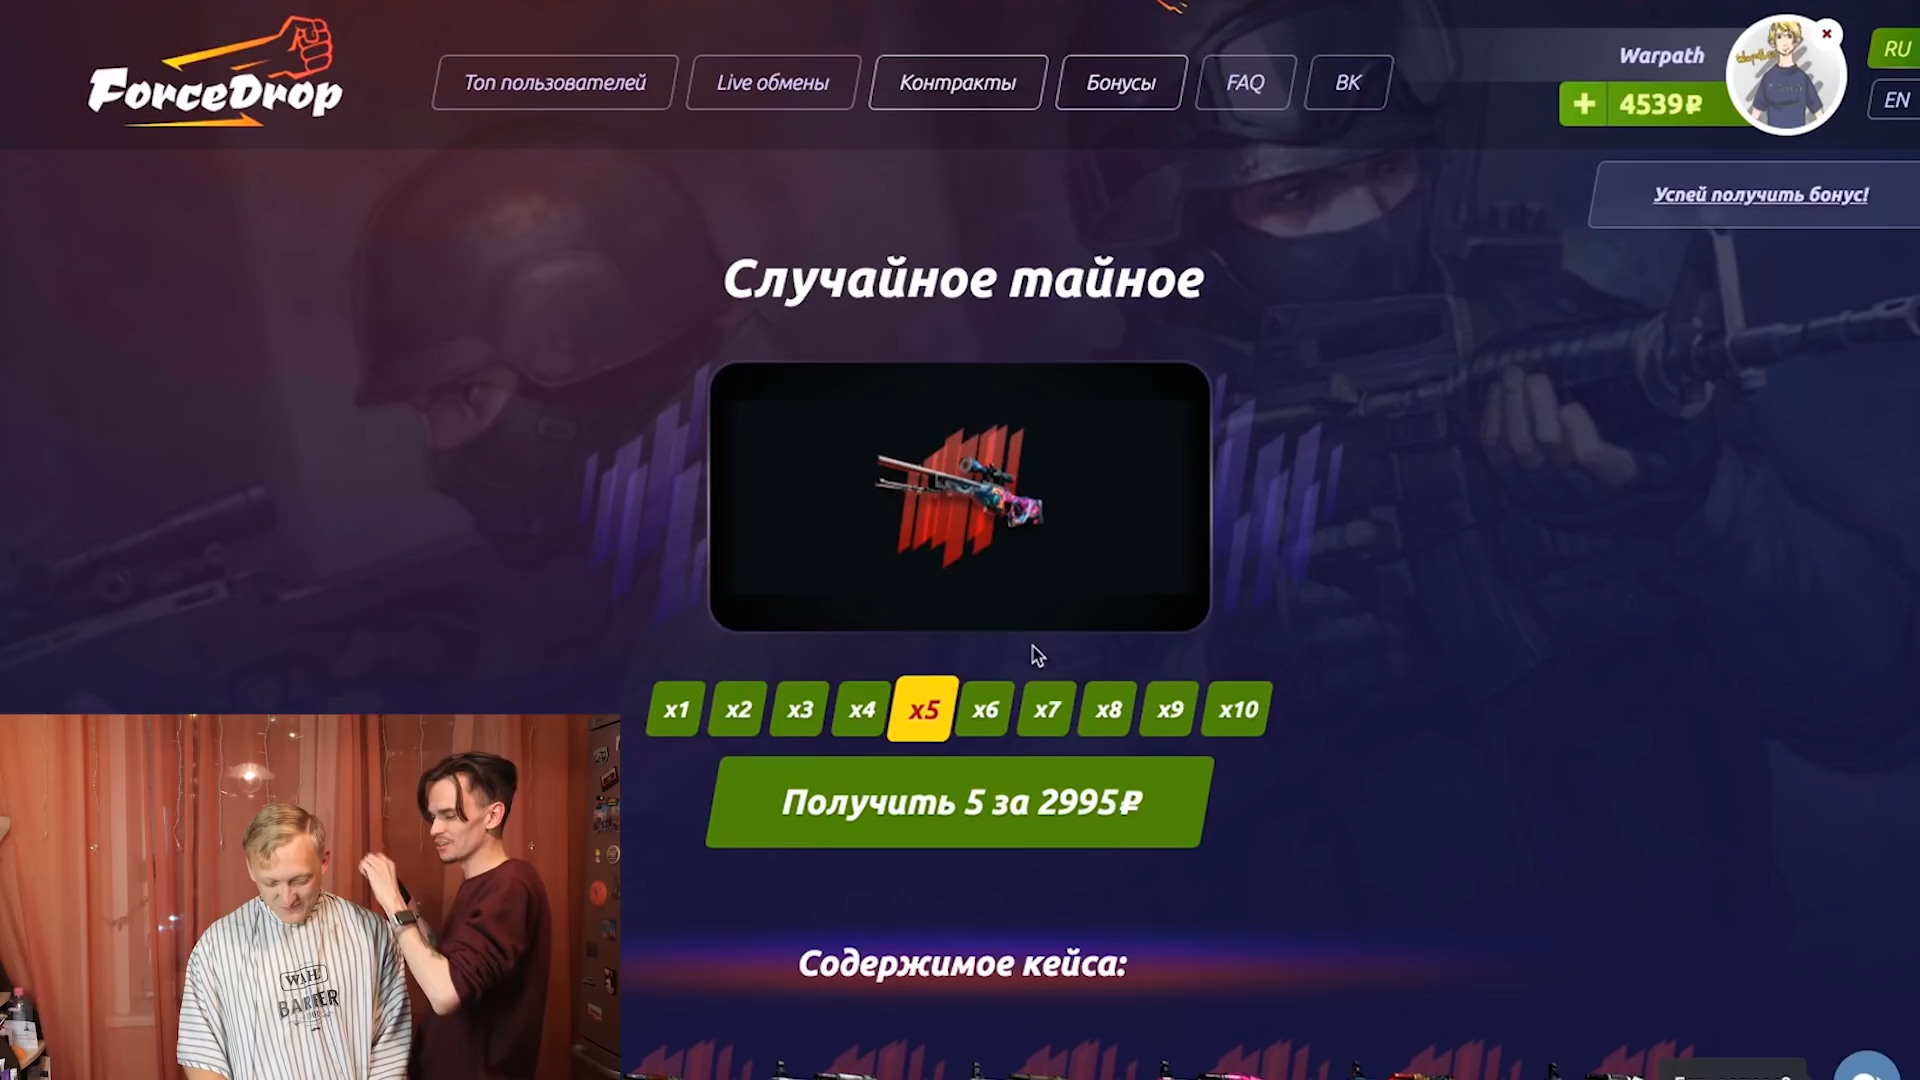 ForceDrop
Топ пользователей
Live обмены
Контракты
Бонусы
FAQ
ВК
Warpath
+ 4539₽
RU
EN
Успей получить бонус!
Случайное тайное
x1
x2
x3
x4
x5
x6
x7
x8
x9
x10
Получить 5 за 2995₽
Содержимое кейса:
WAHL
BARBER